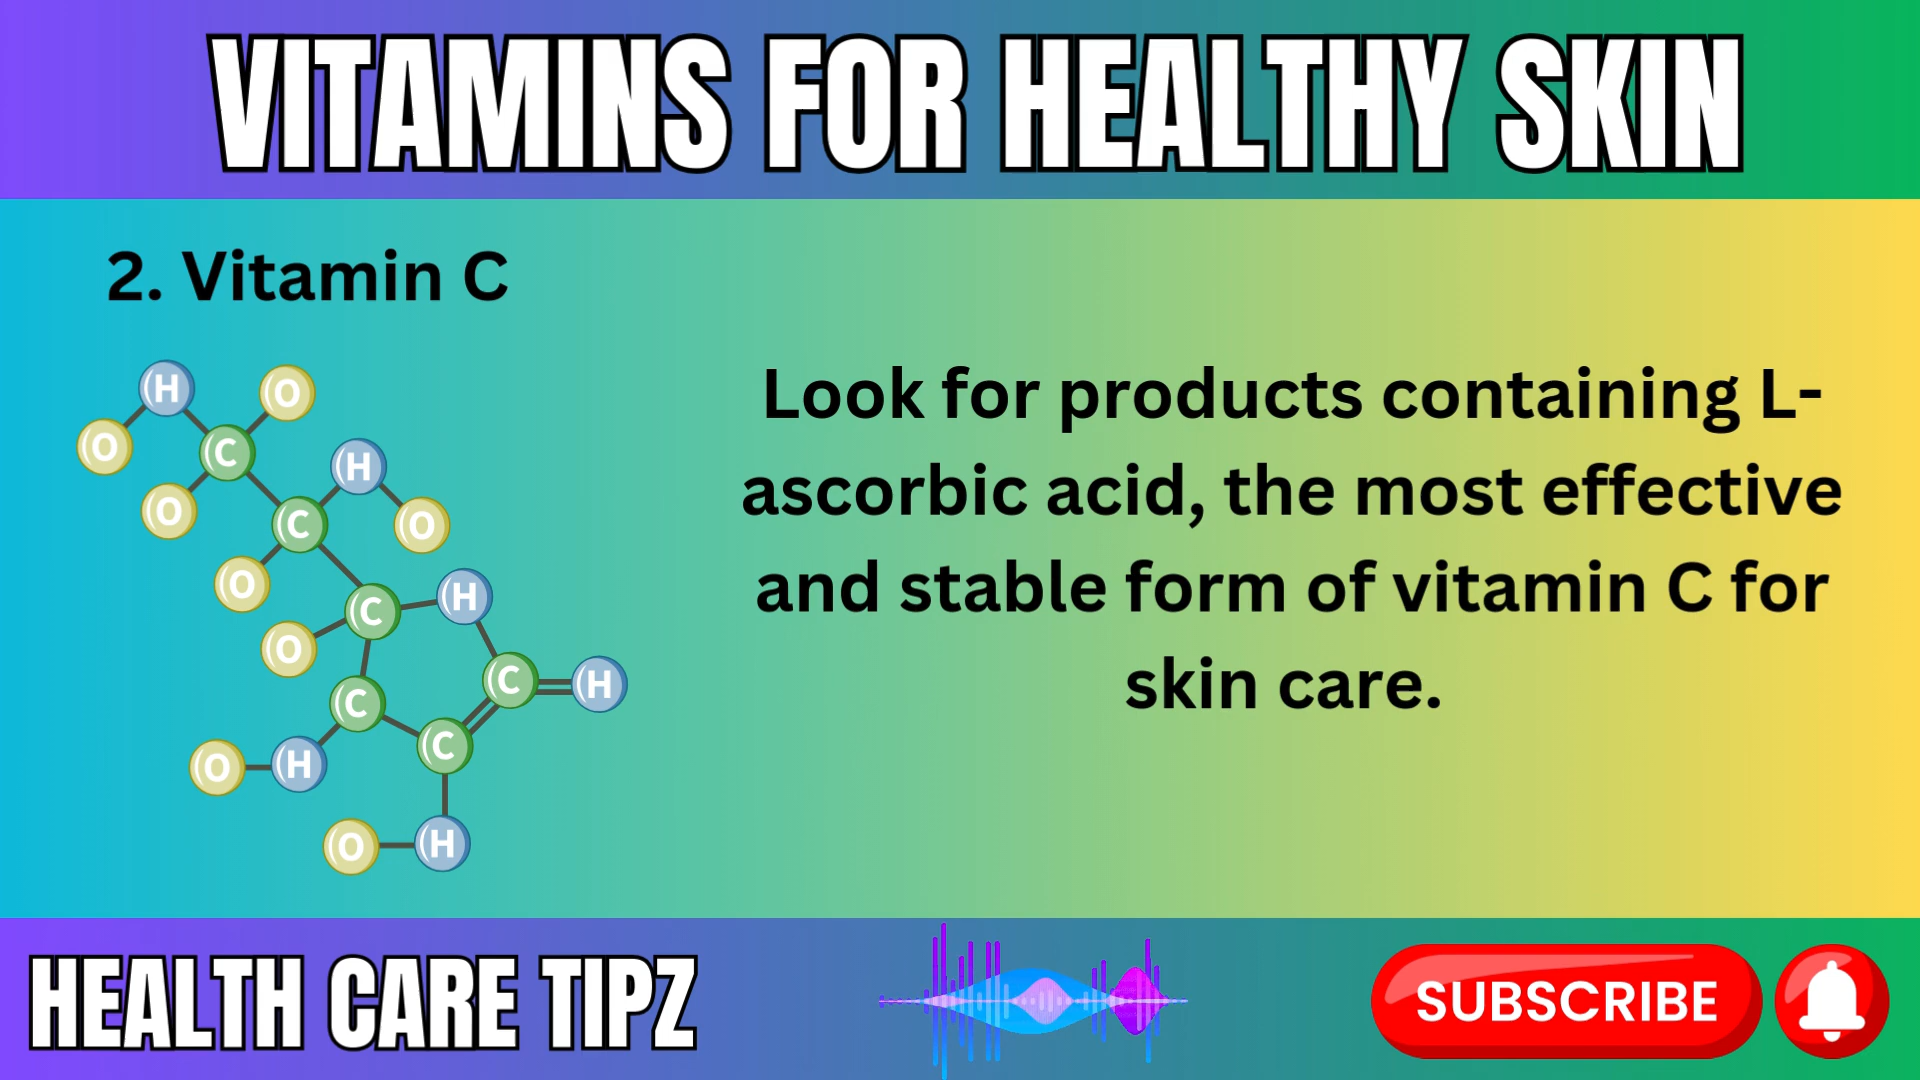 VITAMINS FOR HEALTHY SKIN
2. Vitamin C
Look for products containing L-
ascorbic acid, the most effective
and stable form of vitamin C for
skin care.
H O
O C H
O C O
O C H
O C H
C
O H C
O H
HEALTH CARE TIPZ
SUBSCRIBE